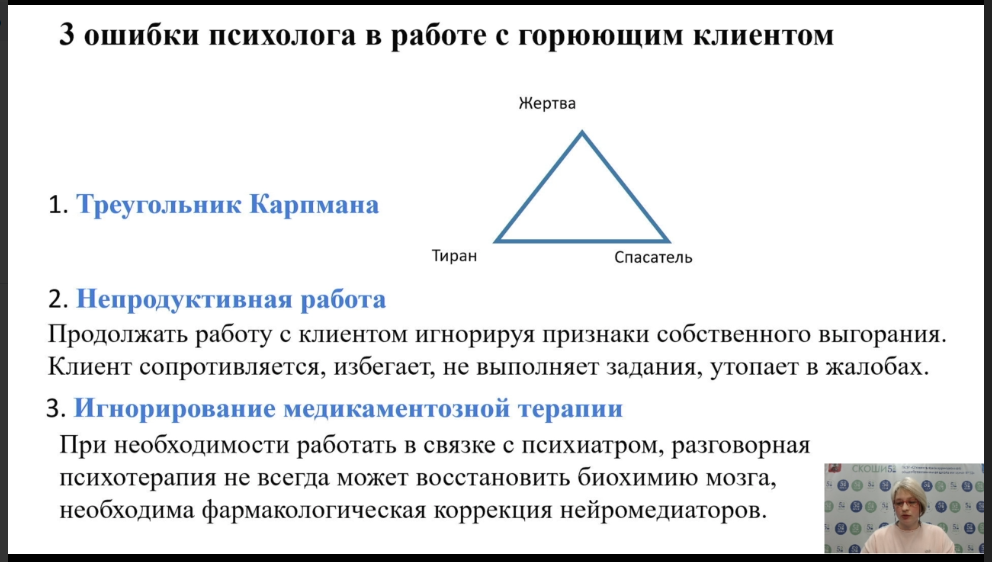 3 ошибки психолога в работе с горюющим клиентом
Жертва
1. Треугольник Карпмана
Тиран
Спасатель
2. Непродуктивная работа
Продолжать работу с клиентом игнорируя признаки собственного выгорания.
Клиент сопротивляется, избегает, не выполняет задания, утопает в жалобах.
3. Игнорирование медикаментозной терапии
При необходимости работать в связке с психиатром, разговорная
психотерапия не всегда может восстановить биохимию мозга,
необходима фармакологическая коррекция нейромедиаторов.